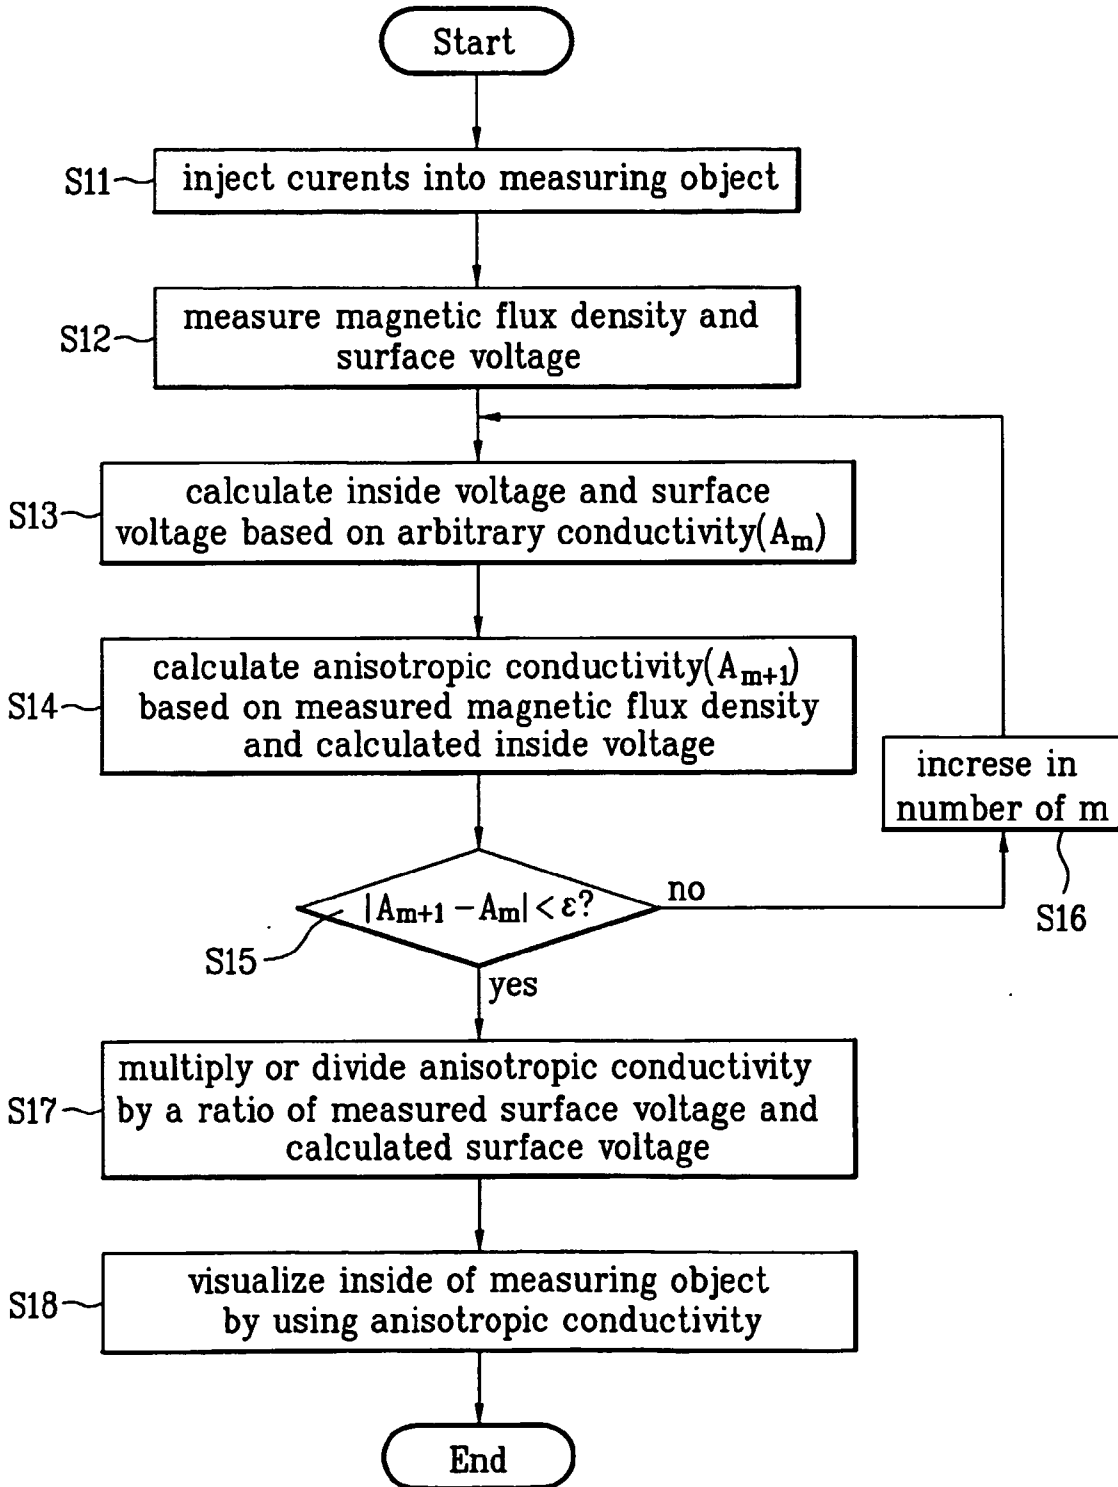 Start
S11
inject curents into measuring object
S12
measure magnetic flux density and
surface voltage
S13
calculate inside voltage and surface
voltage based on arbitrary conductivity(Aₘ)
S14
calculate anisotropic conductivity(Aₘ₊₁)
based on measured magnetic flux density
and calculated inside voltage
increse in
number of m
S16
S15
|Aₘ₊₁ − Aₘ| < ε?
no
yes
S17
multiply or divide anisotropic conductivity
by a ratio of measured surface voltage and
calculated surface voltage
S18
visualize inside of measuring object
by using anisotropic conductivity
End